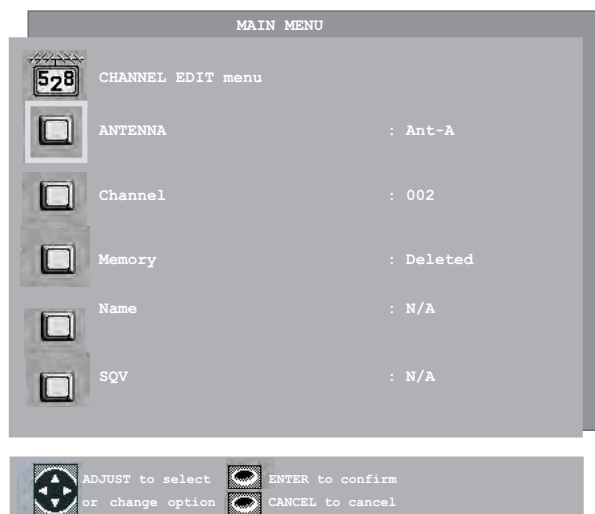 MAIN MENU
528
CHANNEL EDIT menu
ANTENNA : Ant-A
Channel : 002
Memory : Deleted
Name : N/A
SQV : N/A
ADJUST to select ENTER to confirm
or change option CANCEL to cancel